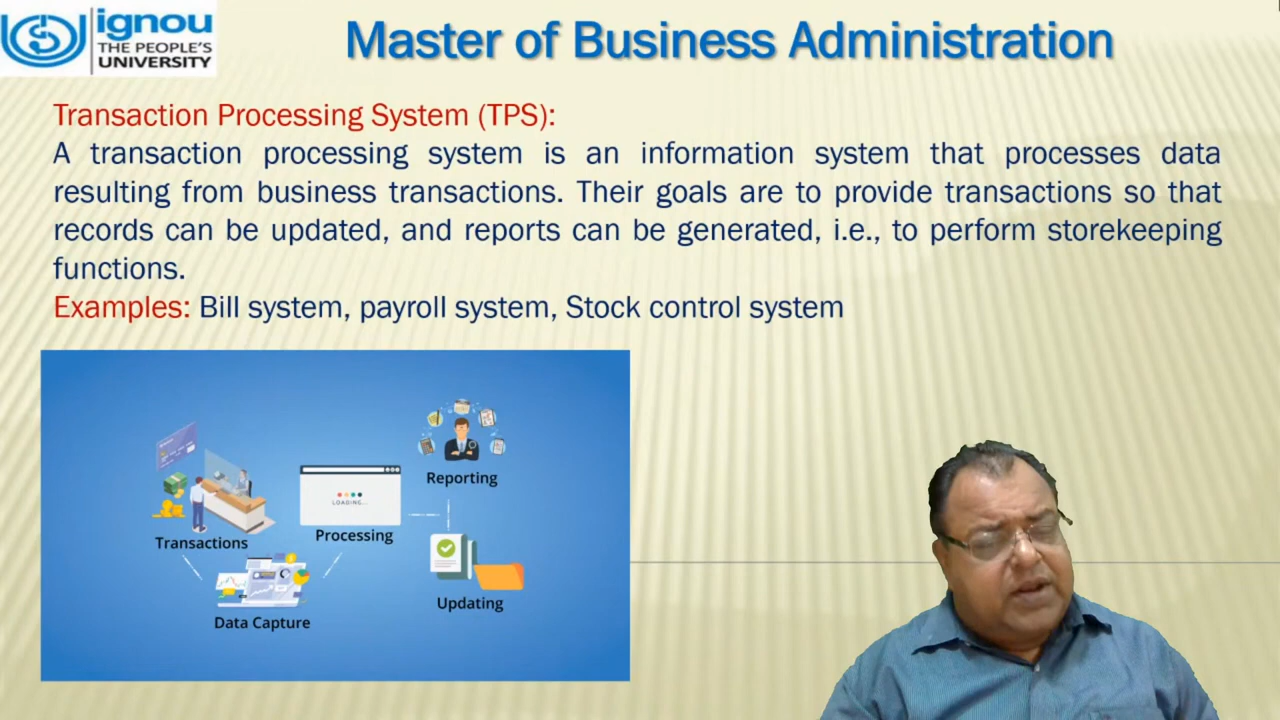 ignou
THE PEOPLE'S
UNIVERSITY
Master of Business Administration
Transaction Processing System (TPS):
A transaction processing system is an information system that processes data
resulting from business transactions. Their goals are to provide transactions so that
records can be updated, and reports can be generated, i.e., to perform storekeeping
functions.
Examples: Bill system, payroll system, Stock control system
Reporting
LOADING...
Processing
Transactions
Updating
Data Capture